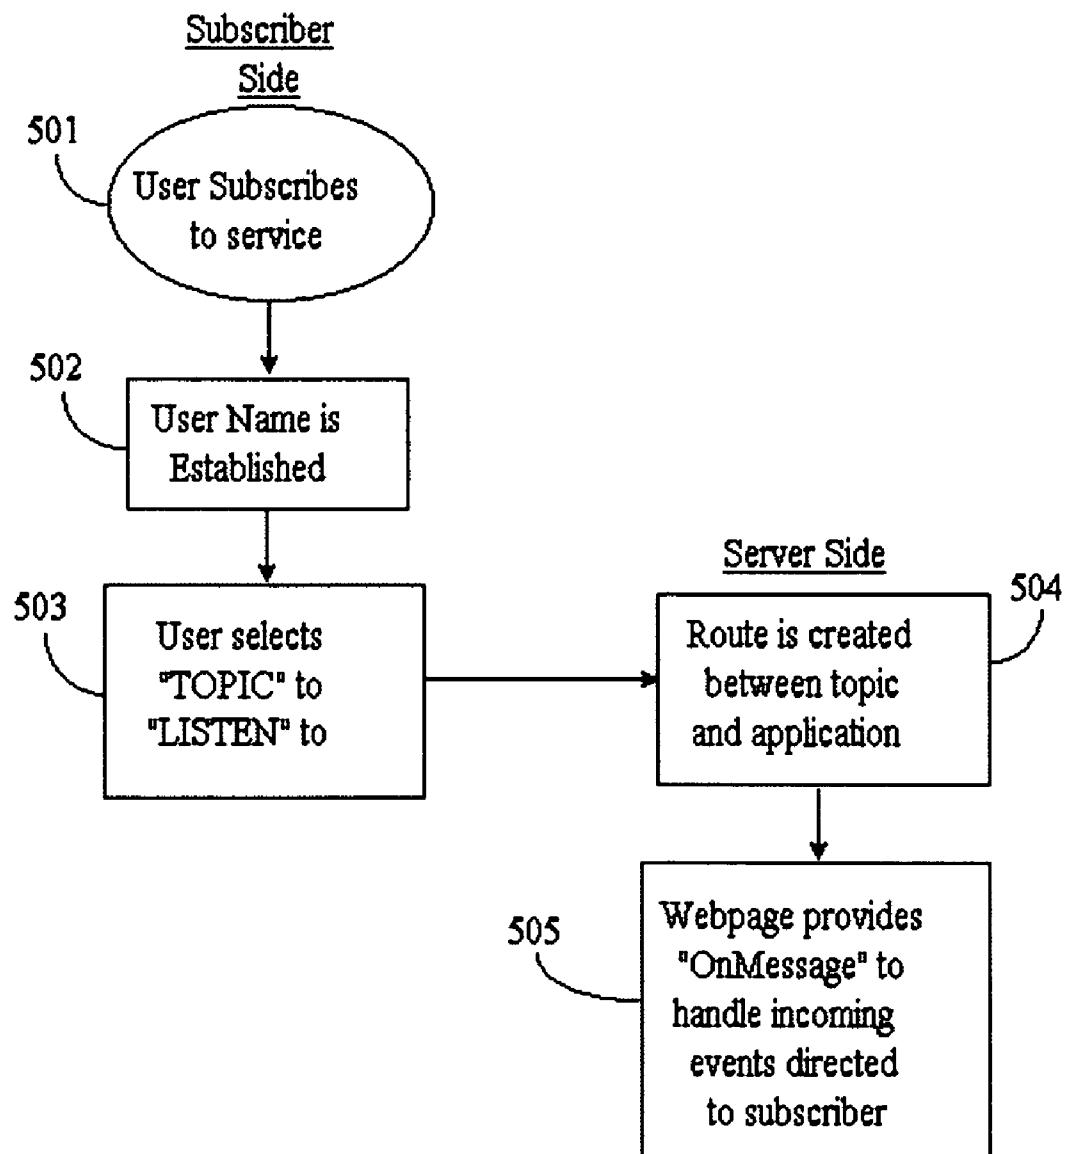 Subscriber
Side
501
User Subscribes
to service
502
User Name is
Established
503
User selects
"TOPIC" to
"LISTEN" to
Server Side
504
Route is created
between topic
and application
505
Webpage provides
"OnMessage" to
handle incoming
events directed
to subscriber